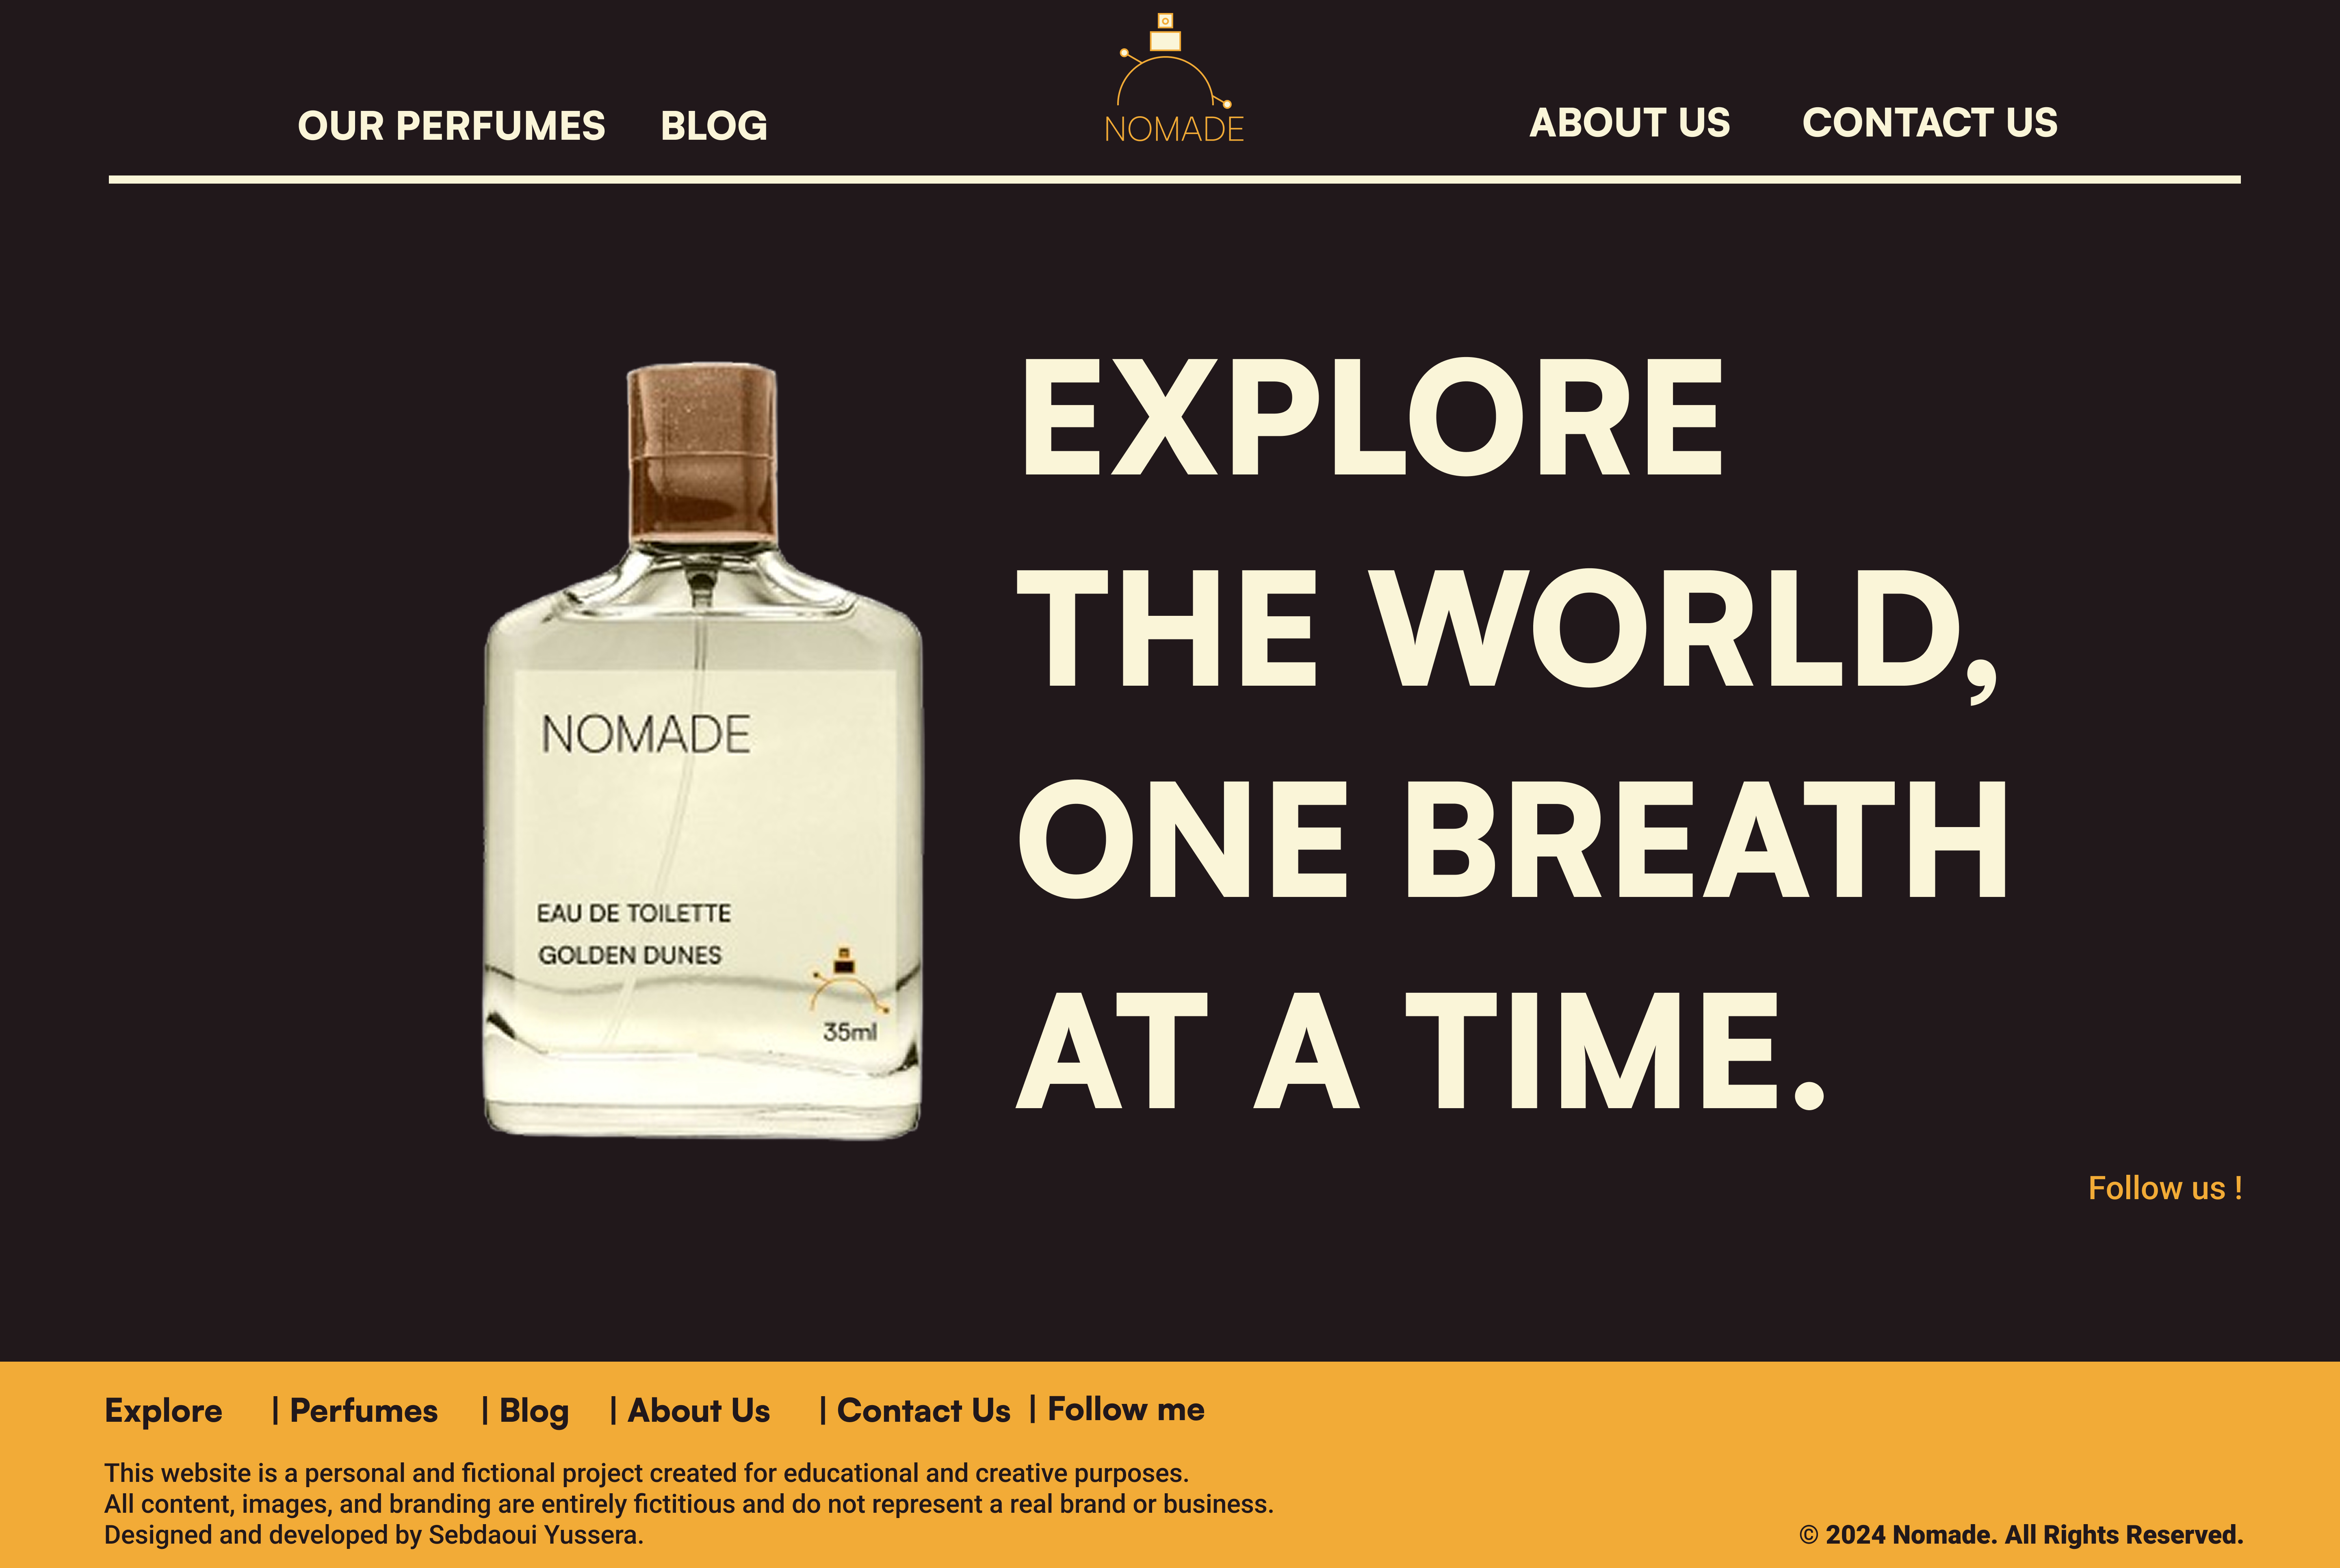 OUR PERFUMES BLOG NOMADE ABOUT US CONTACT US
EXPLORE
THE WORLD,
ONE BREATH
AT A TIME.
NOMADE
EAU DE TOILETTE
GOLDEN DUNES
35ml
Follow us !
Explore | Perfumes | Blog | About Us | Contact Us | Follow me
This website is a personal and fictional project created for educational and creative purposes.
All content, images, and branding are entirely fictitious and do not represent a real brand or business.
Designed and developed by Sebdaoui Yussera.
© 2024 Nomade. All Rights Reserved.